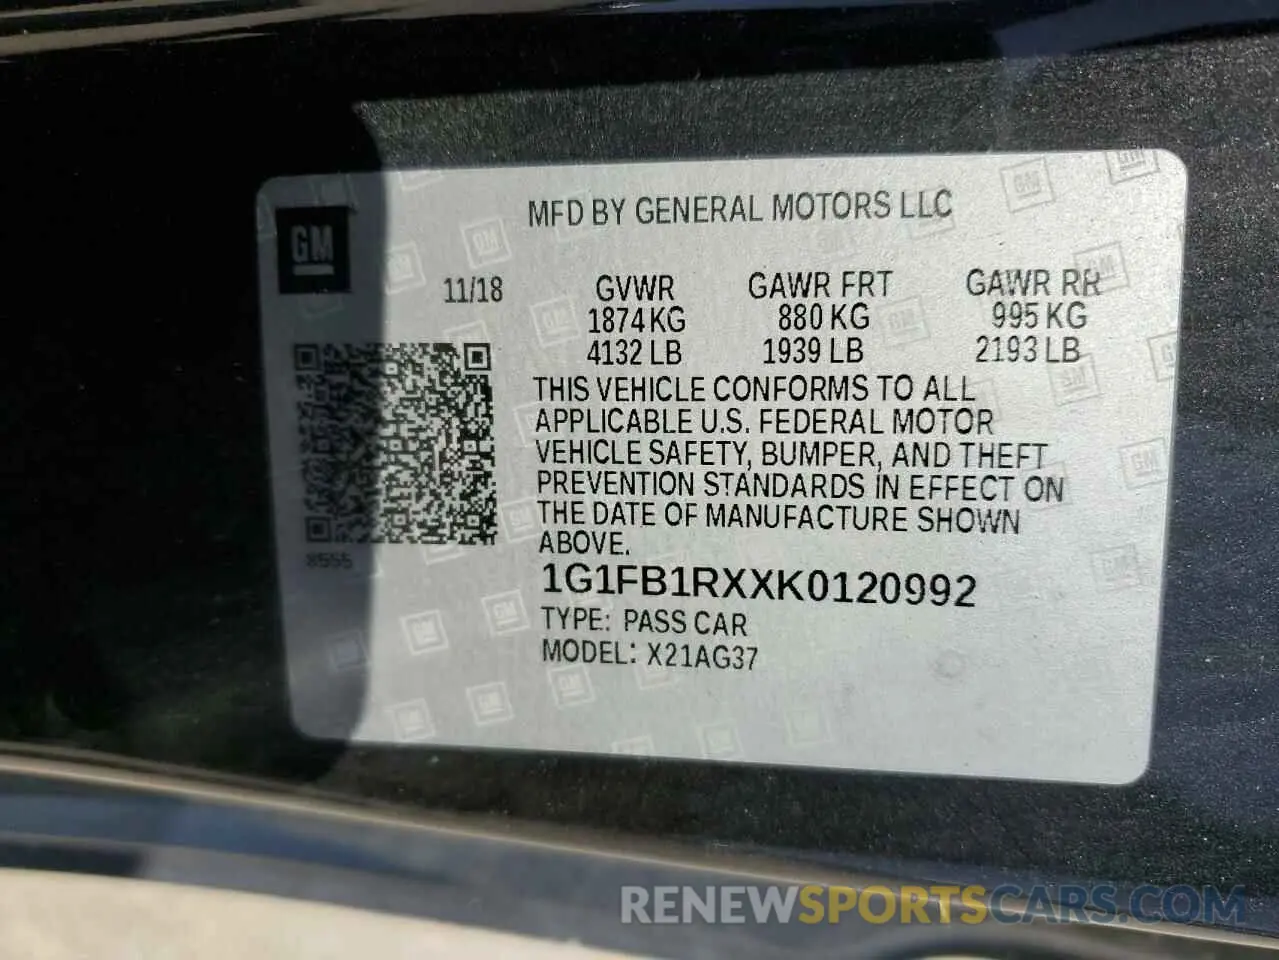 MFD BY GENERAL MOTORS LLC
GM
11/18 GVWR GAWR FRT GAWR RR
1874 KG 880 KG 995 KG
4132 LB 1939 LB 2193 LB
THIS VEHICLE CONFORMS TO ALL
APPLICABLE U.S. FEDERAL MOTOR
VEHICLE SAFETY, BUMPER, AND THEFT
PREVENTION STANDARDS IN EFFECT ON
THE DATE OF MANUFACTURE SHOWN
ABOVE.
8555
1G1FB1RXXK0120992
TYPE: PASS CAR
MODEL: X21AG37
RENEWSPORTSCARS.COM